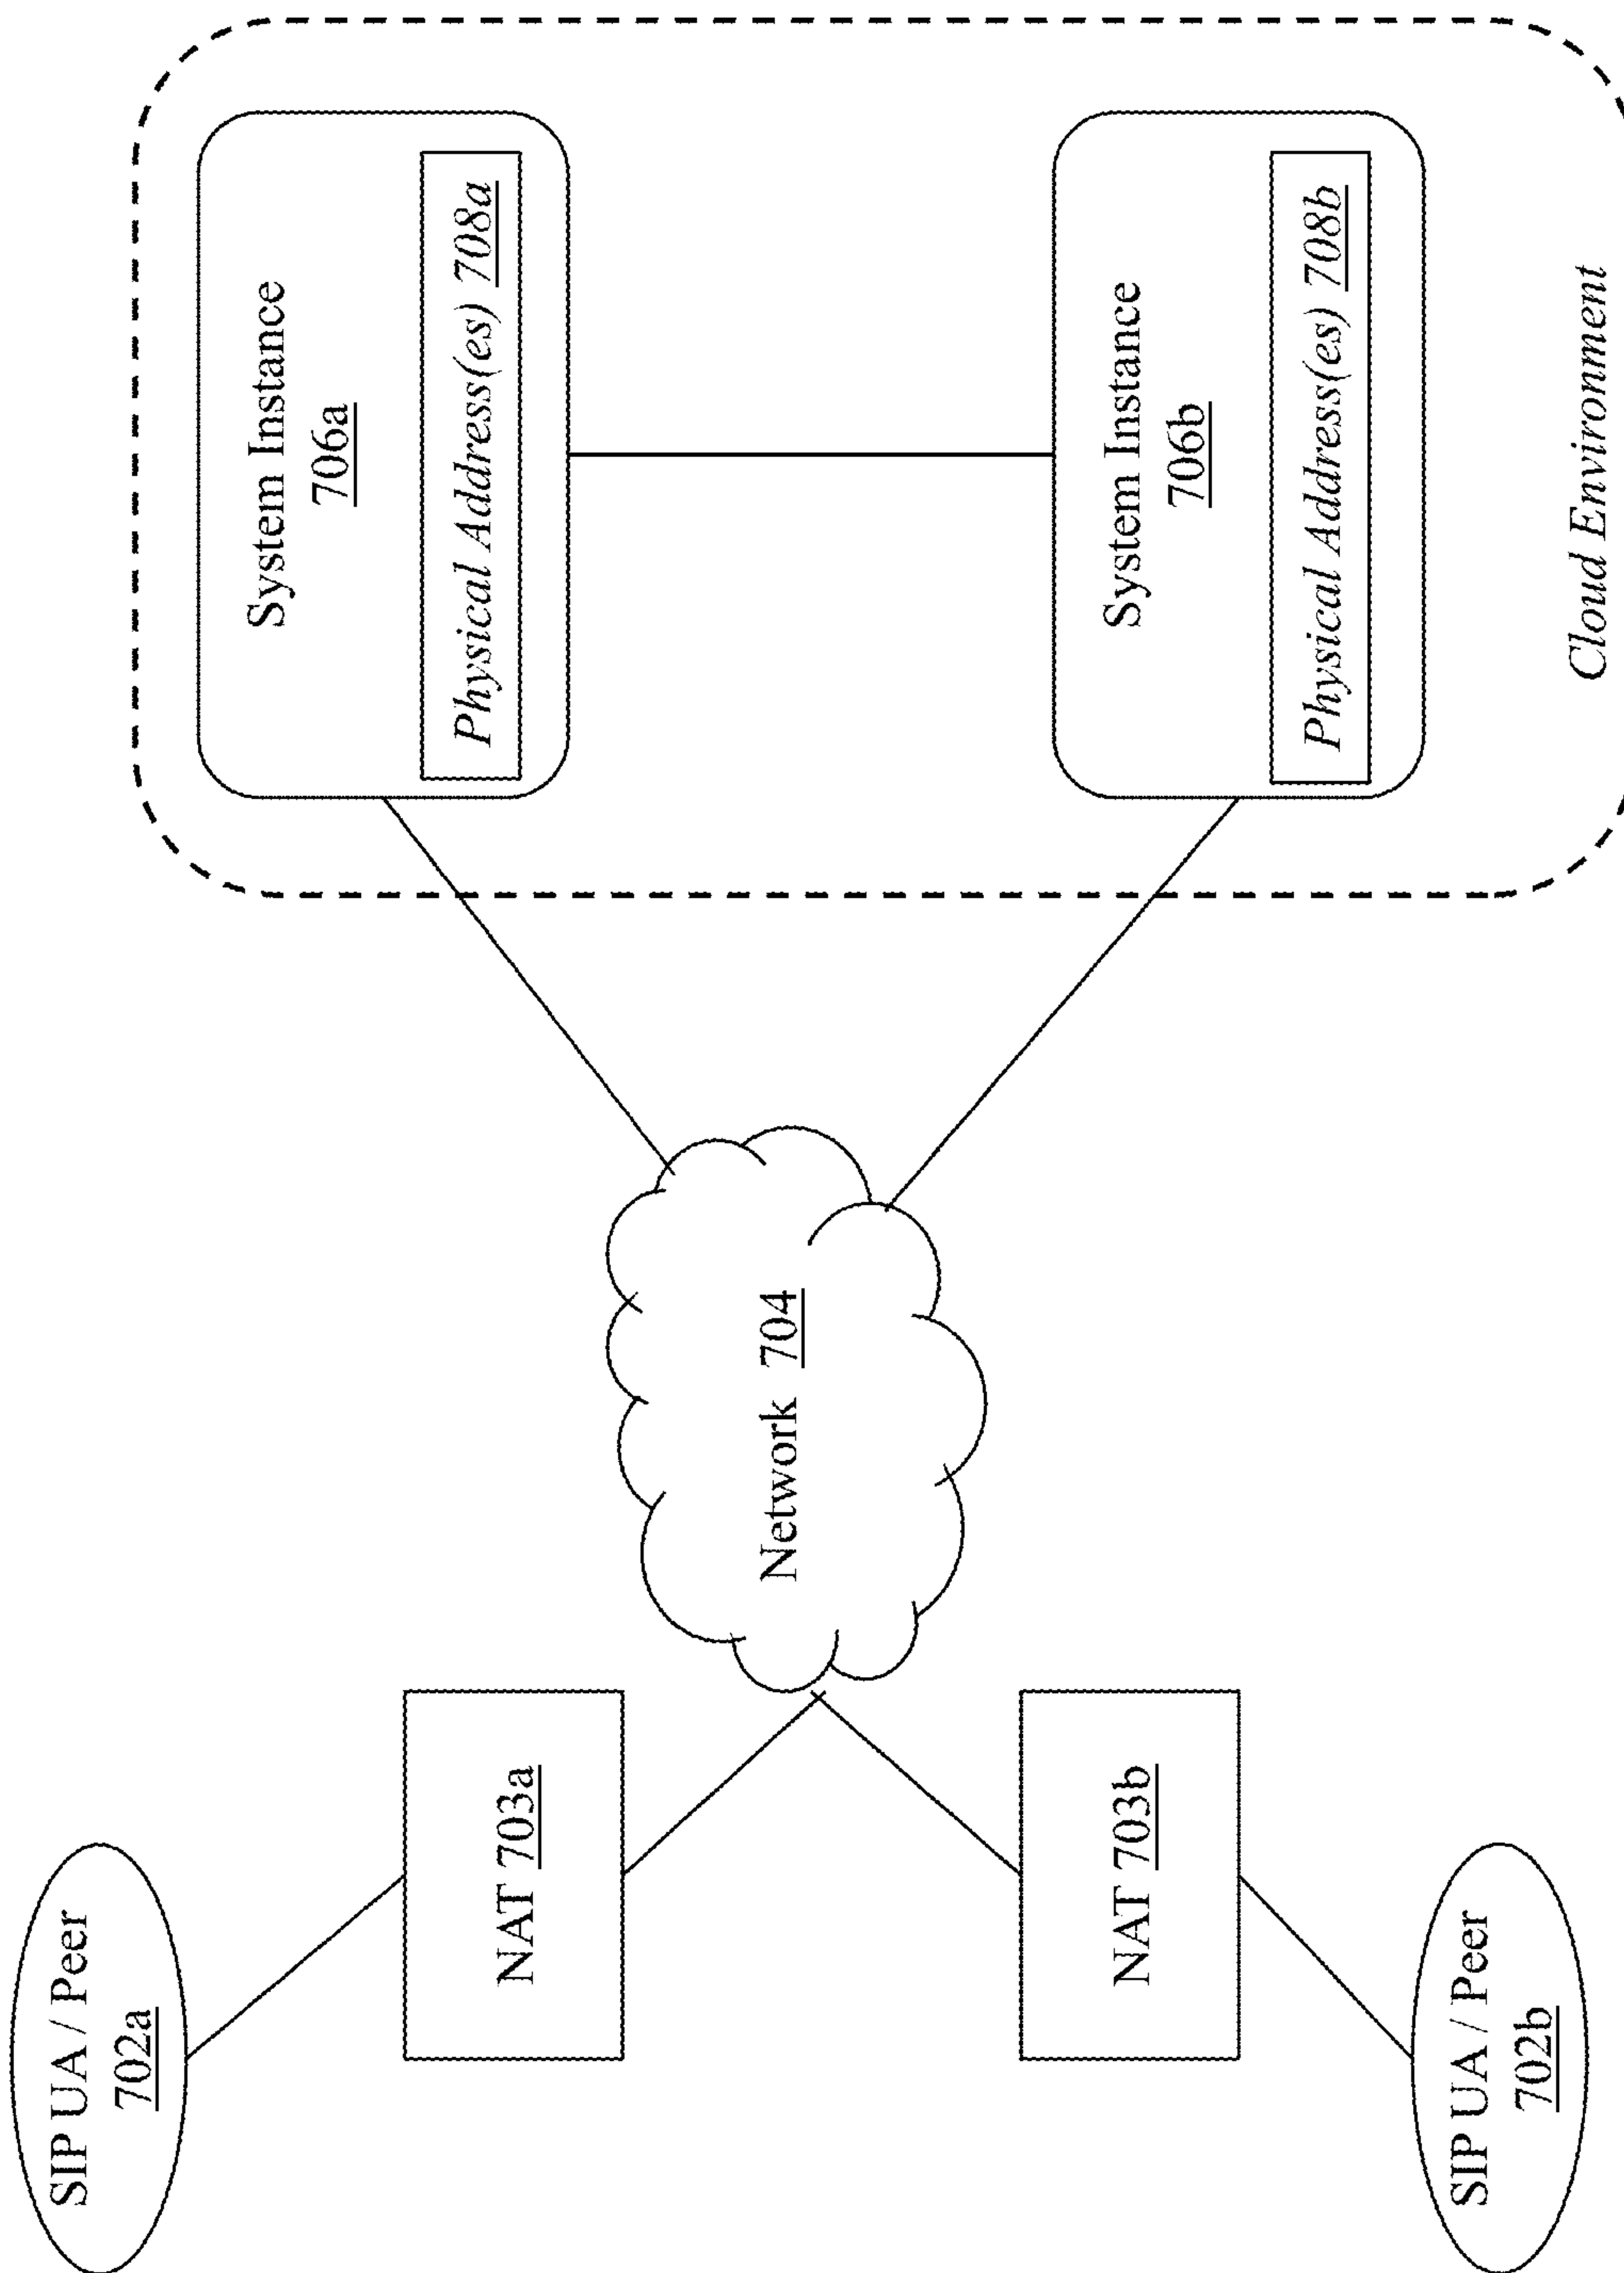 SIP UA / Peer
702a
NAT 703a
Network 704
System Instance
706a
Physical Address(es) 708a
SIP UA / Peer
702b
NAT 703b
System Instance
706b
Physical Address(es) 708b
Cloud Environment